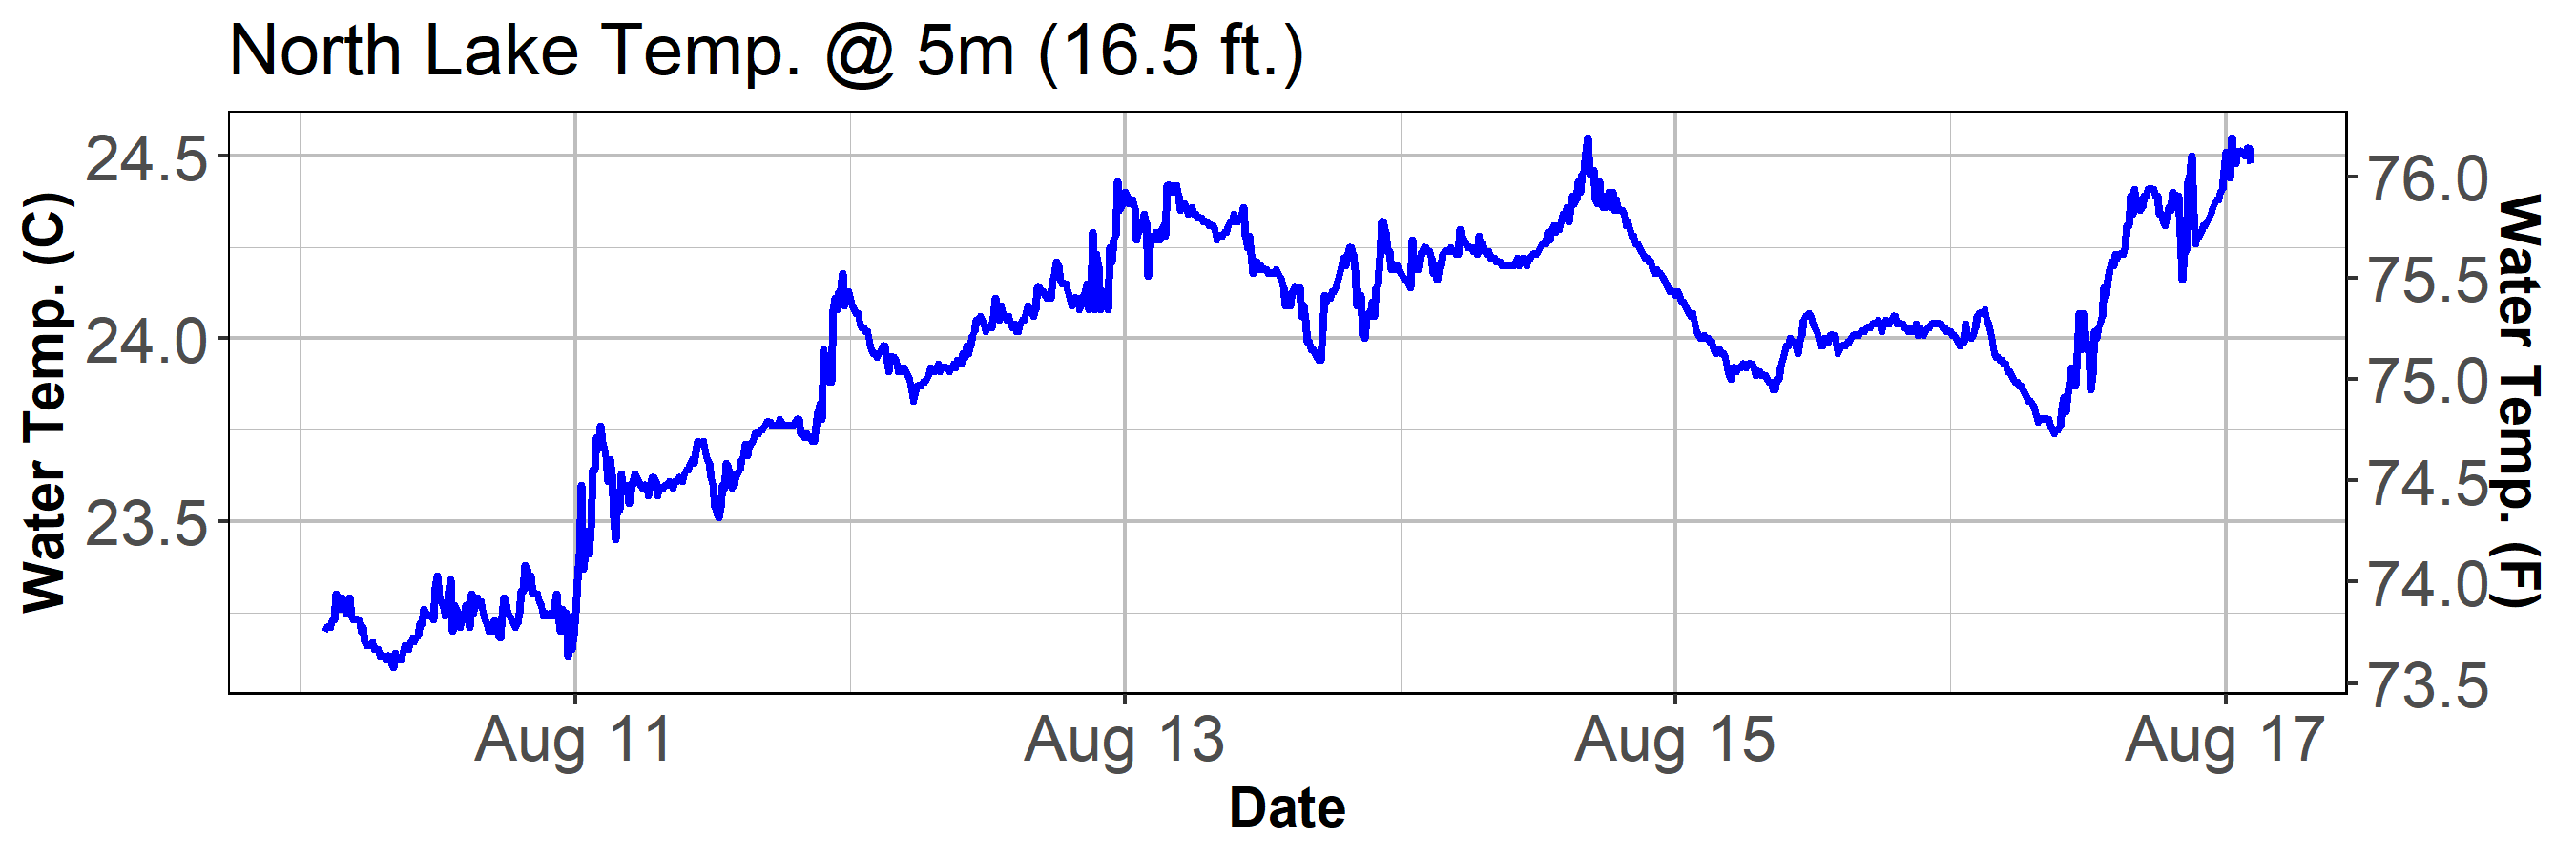 North Lake Temp. @ 5m (16.5 ft.)
Water Temp. (C)
24.5
24.0
23.5
76.0
75.5
75.0
74.5
74.0
73.5
Water Temp. (F)
Aug 11
Aug 13
Aug 15
Aug 17
Date